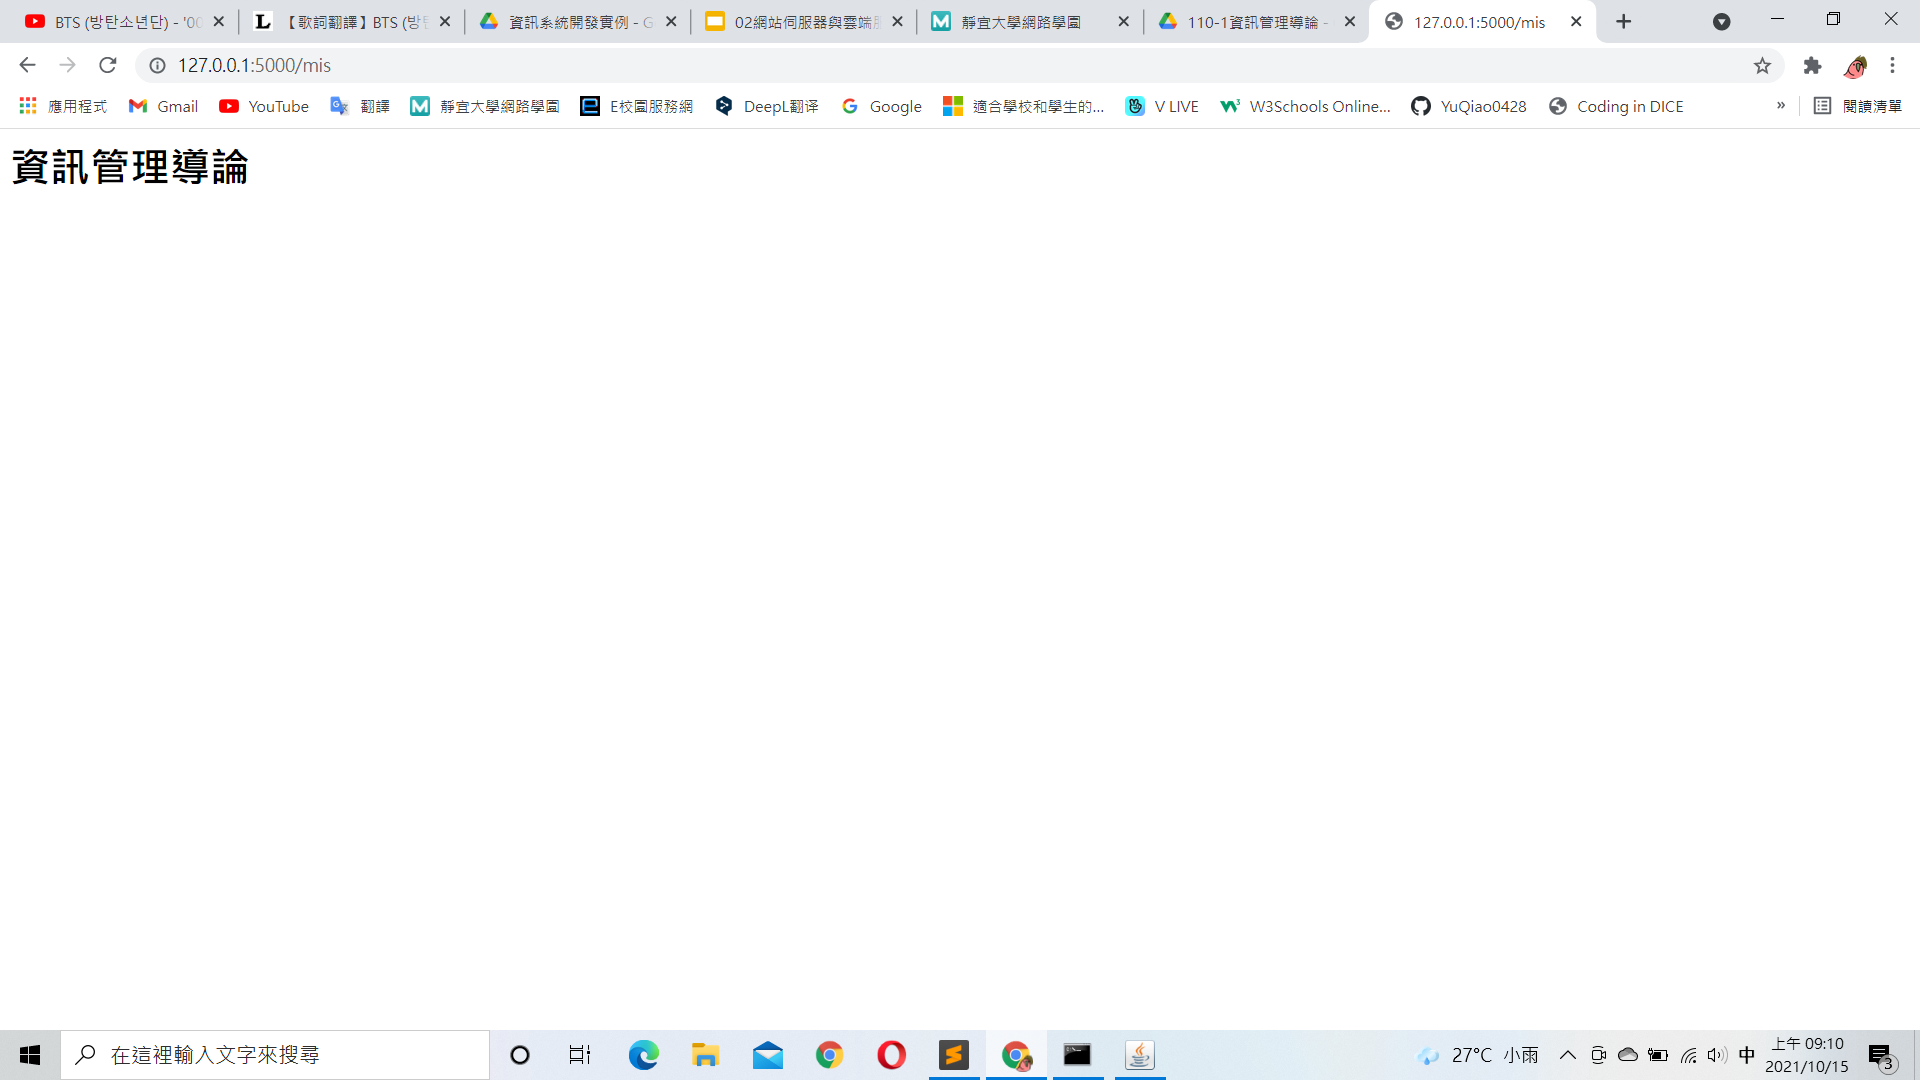 BTS (방탄소년단) - '00
【歌詞翻譯】BTS (방탄
資訊系統開發實例 - G
02網站伺服器與雲端服
靜宜大學網路學園
110-1資訊管理導論 -
127.0.0.1:5000/mis
127.0.0.1:5000/mis
應用程式
Gmail
YouTube
翻譯
靜宜大學網路學園
E校園服務網
DeepL翻译
Google
適合學校和學生的...
V LIVE
W3Schools Online...
YuQiao0428
Coding in DICE
»
閱讀清單
資訊管理導論
在這裡輸入文字來搜尋
27°C 小雨
中
上午 09:10
2021/10/15
3